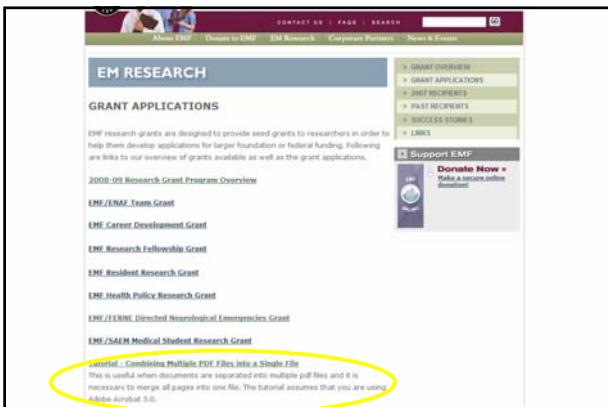 CONTACT US | FAQS | SEARCH
GO
About EMF Donate to EMF EM Research Corporate Partners News & Events
EM RESEARCH
GRANT APPLICATIONS
EMF research grants are designed to provide seed grants to researchers in order to
help them develop applications for larger foundation or federal funding. Following
are links to our overview of grants available as well as the grant applications.
2008-09 Research Grant Program Overview
EMF/ENAF Team Grant
EMF Career Development Grant
EMF Research Fellowship Grant
EMF Resident Research Grant
EMF Health Policy Research Grant
EMF/FERNE Directed Neurological Emergencies Grant
EMF/SAEM Medical Student Research Grant
Tutorial - Combining Multiple PDF Files into a Single File
This is useful when documents are separated into multiple pdf files and it is
necessary to merge all pages into one file. The tutorial assumes that you are using
Adobe Acrobat 5.0.
GRANT OVERVIEW
GRANT APPLICATIONS
2007 RECIPIENTS
PAST RECIPIENTS
SUCCESS STORIES
LINKS
Support EMF
Donate Now »
Make a secure online
donation!